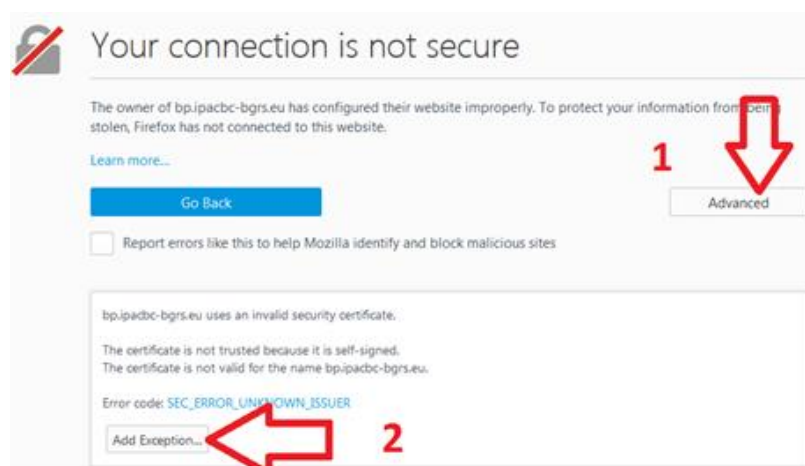 Your connection is not secure
The owner of bp.ipacbc-bgrs.eu has configured their website improperly. To protect your information from being
stolen, Firefox has not connected to this website.
Learn more...
1
Go Back
Advanced
Report errors like this to help Mozilla identify and block malicious sites
bp.ipacbc-bgrs.eu uses an invalid security certificate.
The certificate is not trusted because it is self-signed.
The certificate is not valid for the name bp.ipacbc-bgrs.eu.
Error code: SEC_ERROR_UNKNOWN_ISSUER
Add Exception...
2